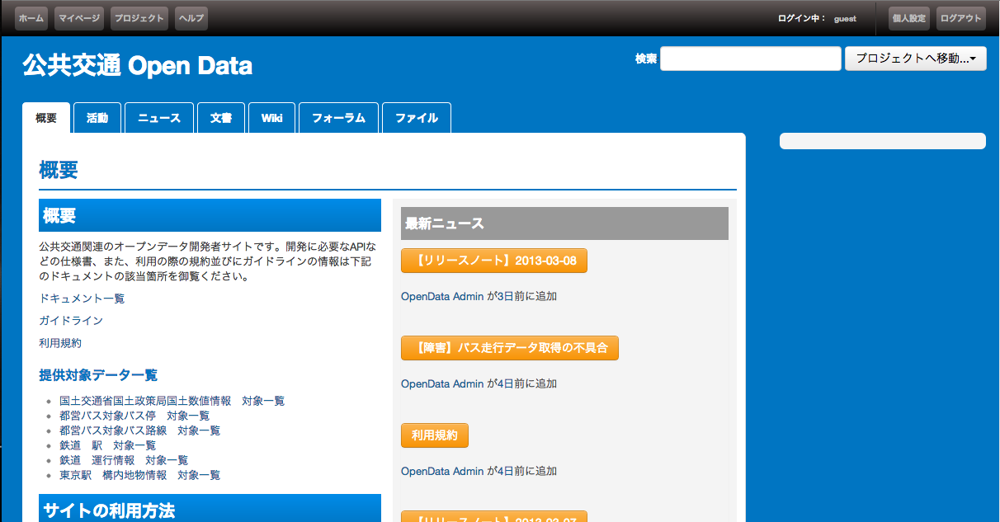 ホーム マイページ プロジェクト ヘルプ ログイン中： guest 個人設定 ログアウト
公共交通 Open Data
検索 プロジェクトへ移動...
概要 活動 ニュース 文書 Wiki フォーラム ファイル
概要
概要
公共交通関連のオープンデータ開発者サイトです。開発に必要なAPIな
どの仕様書、また、利用の際の規約並びにガイドラインの情報は下記
のドキュメントの該当箇所を御覧ください。
ドキュメント一覧
ガイドライン
利用規約
提供対象データ一覧
国土交通省国土政策局国土数値情報　対象一覧
都営バス対象バス停　対象一覧
都営バス対象バス路線　対象一覧
鉄道　駅　対象一覧
鉄道　運行情報　対象一覧
東京駅　構内地物情報　対象一覧
サイトの利用方法
最新ニュース
【リリースノート】2013-03-08
OpenData Admin が3日前に追加
【障害】バス走行データ取得の不具合
OpenData Admin が4日前に追加
利用規約
OpenData Admin が4日前に追加
【リリースノート】2013-03-07